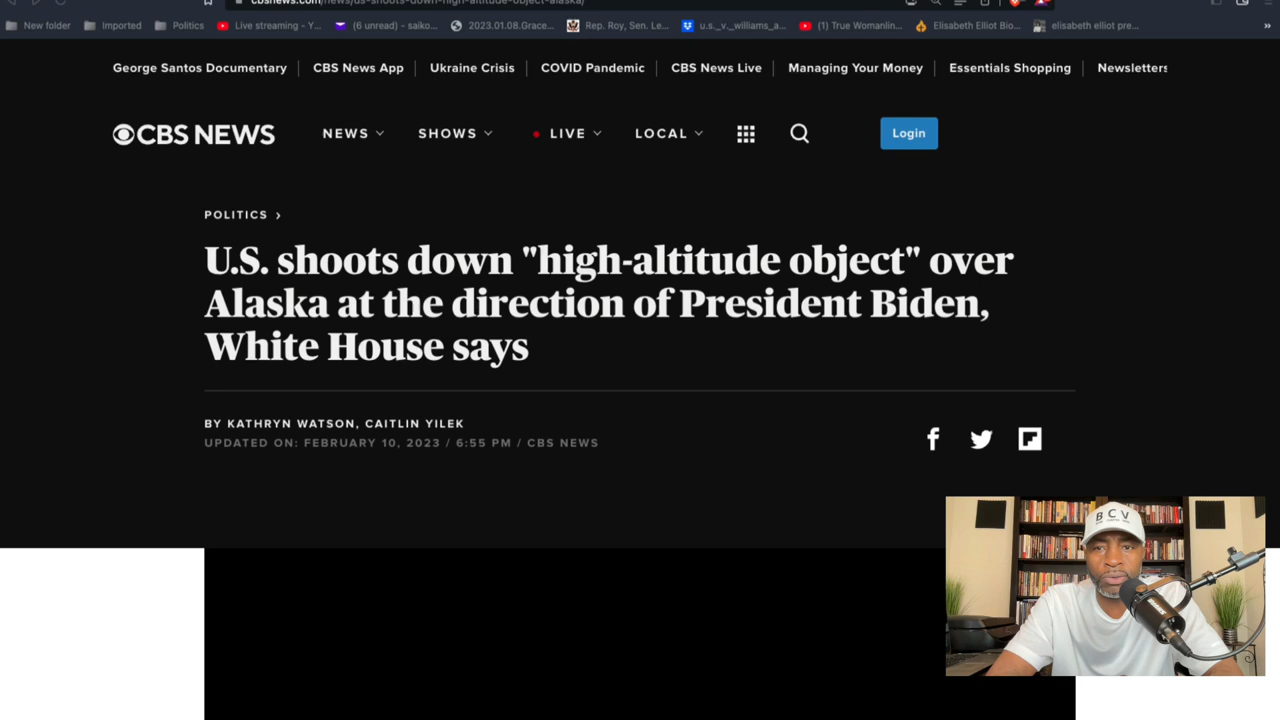 cbsnews.com/news/us-shoots-down-high-altitude-object-alaska/
New folder Imported Politics Live streaming - Y... (6 unread) - saiko... 2023.01.08.Grace... Rep. Roy, Sen. Le... u.s._v._williams_a... (1) True Womanlin... Elisabeth Elliot Bio... elisabeth elliot pre... »
George Santos Documentary CBS News App Ukraine Crisis COVID Pandemic CBS News Live Managing Your Money Essentials Shopping Newsletters
CBS NEWS NEWS SHOWS LIVE LOCAL Login
POLITICS ›
U.S. shoots down "high-altitude object" over
Alaska at the direction of President Biden,
White House says
BY KATHRYN WATSON, CAITLIN YILEK
UPDATED ON: FEBRUARY 10, 2023 / 6:55 PM / CBS NEWS
BCV